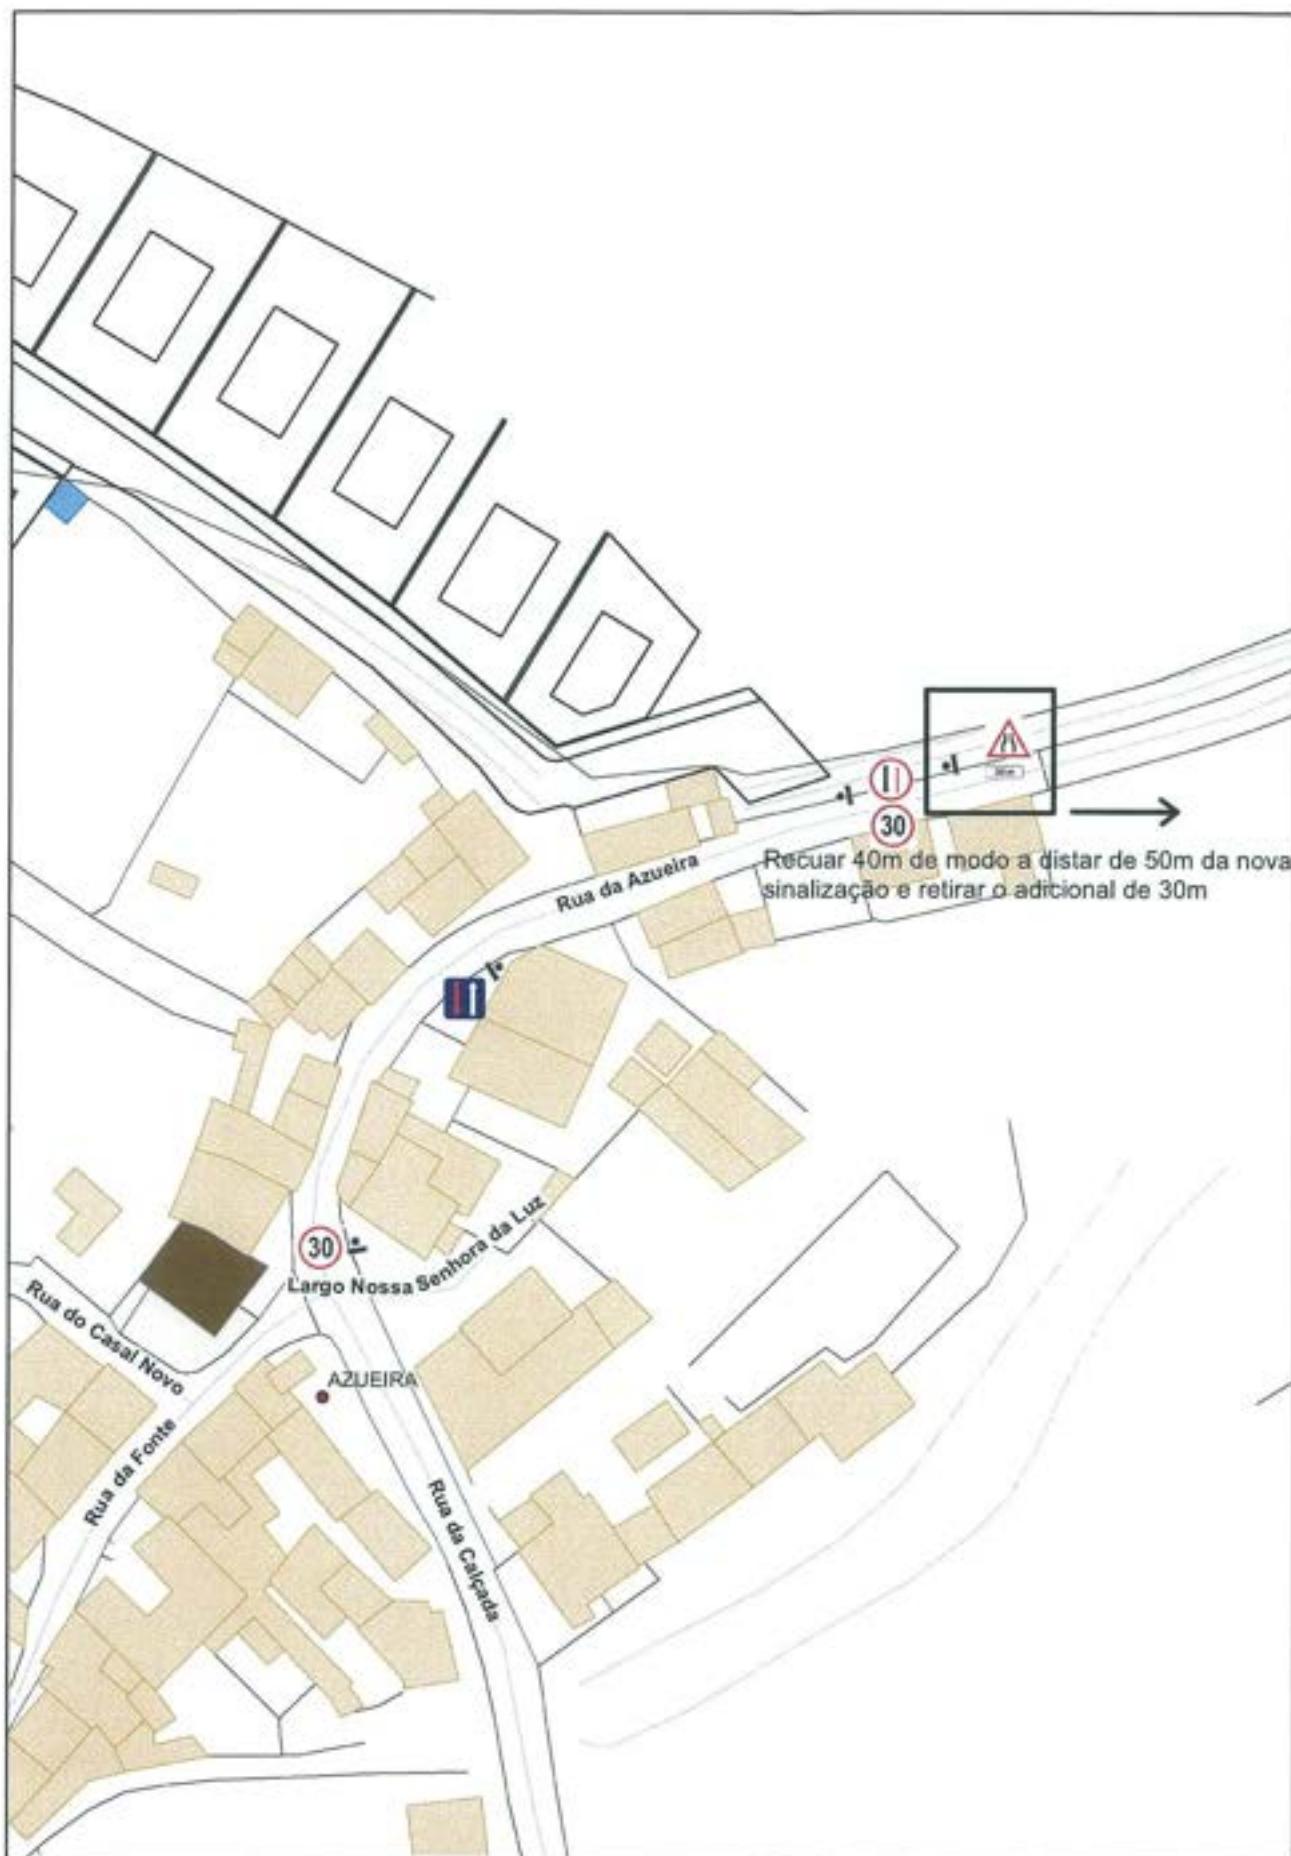 30
Recuar 40m de modo a distar de 50m da nova
sinalização e retirar o adicional de 30m
Rua da Azueira
30
Largo Nossa Senhora da Luz
Rua do Casal Novo
AZUEIRA
Rua da Fonte
Rua da Calçada